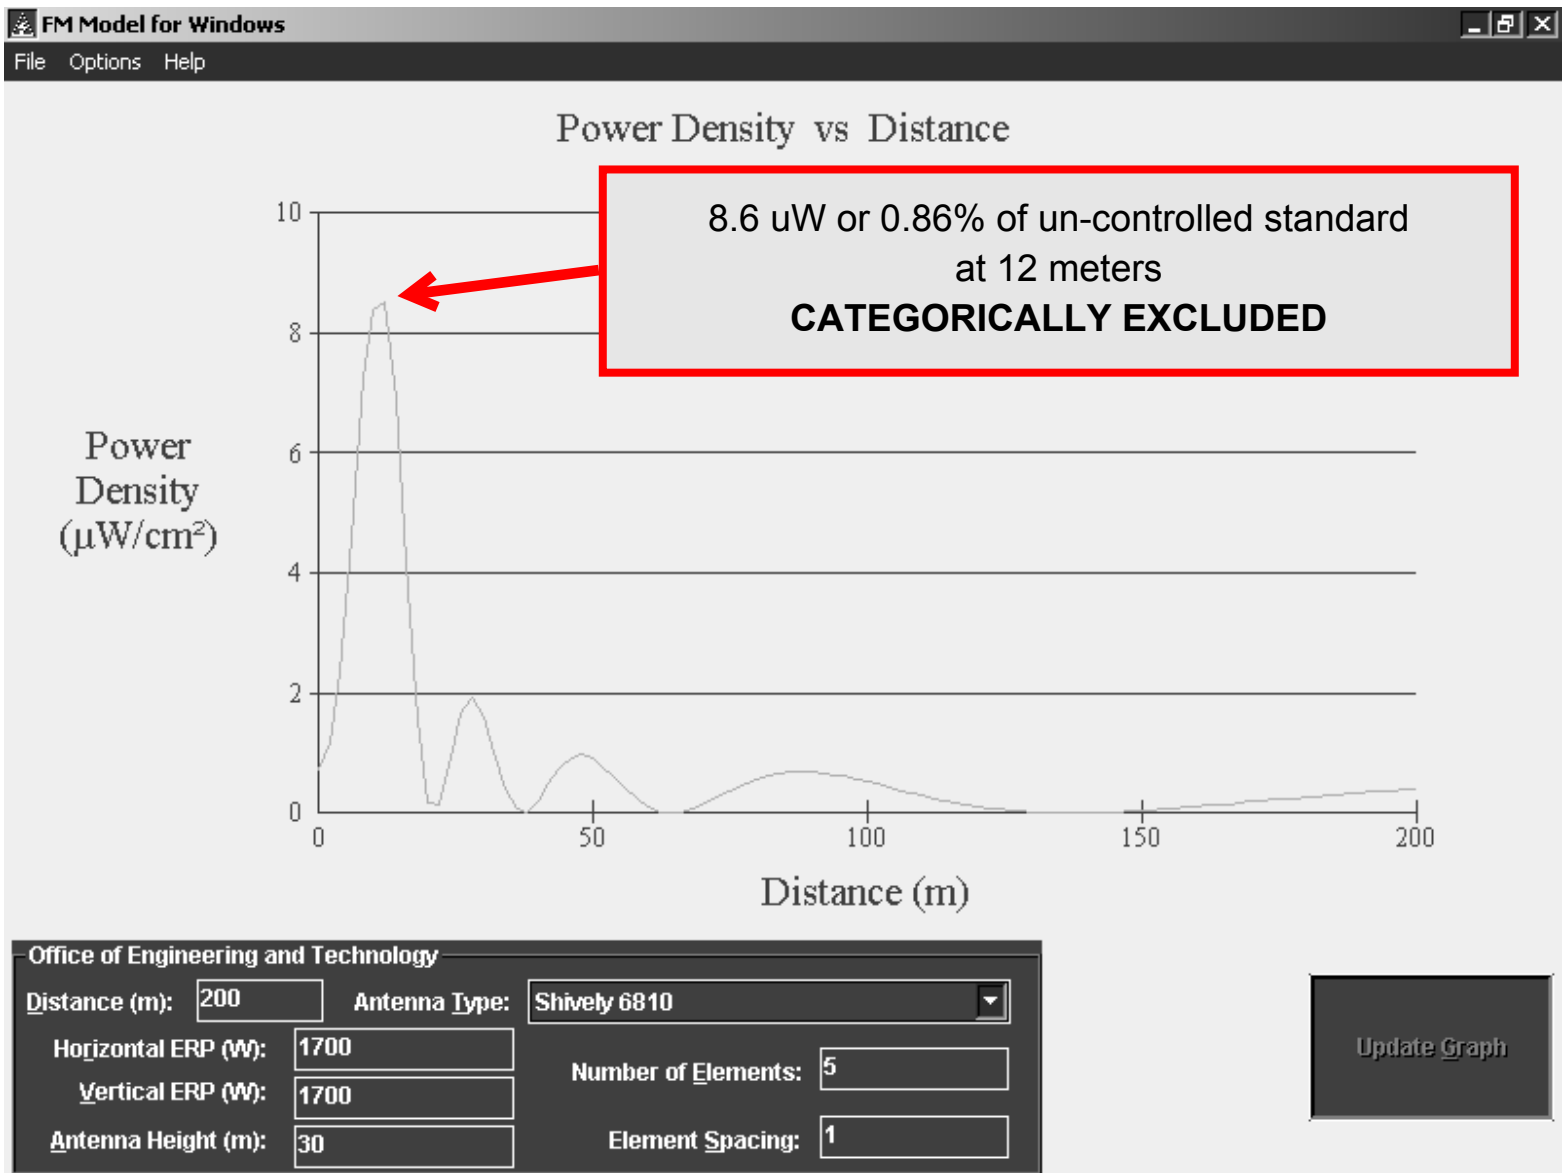 FM Model for Windows
File Options Help
Power Density vs Distance
8.6 uW or 0.86% of un-controlled standard
at 12 meters
CATEGORICALLY EXCLUDED
10
8
6
4
2
0
Power
Density
(µW/cm²)
0 50 100 150 200
Distance (m)
Office of Engineering and Technology
Distance (m): 200 Antenna Type: Shively 6810
Horizontal ERP (W): 1700
Vertical ERP (W): 1700
Antenna Height (m): 30
Number of Elements: 5
Element Spacing: 1
Update Graph